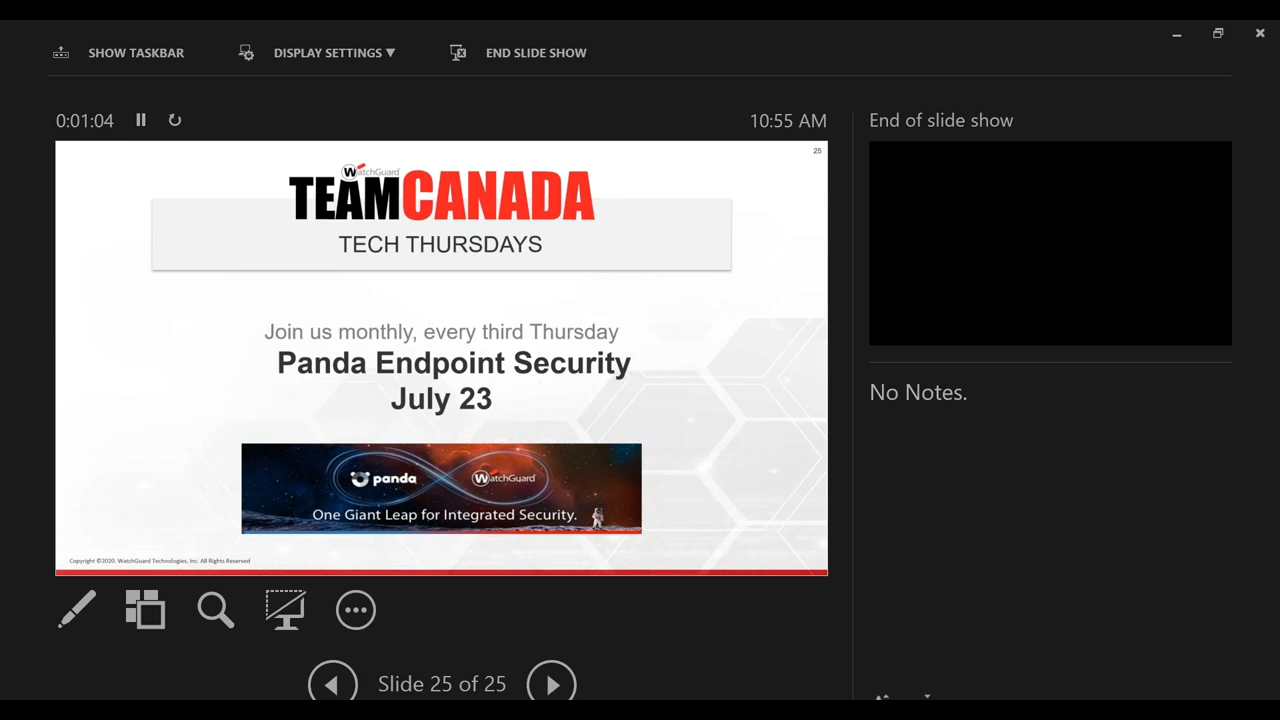 SHOW TASKBAR
DISPLAY SETTINGS ▼
END SLIDE SHOW
0:01:04
10:55 AM
End of slide show
25
WatchGuard
TEAMCANADA
TECH THURSDAYS
Join us monthly, every third Thursday
Panda Endpoint Security
July 23
panda
WatchGuard
One Giant Leap for Integrated Security.
Copyright ©2020. WatchGuard Technologies, Inc. All Rights Reserved
No Notes.
Slide 25 of 25